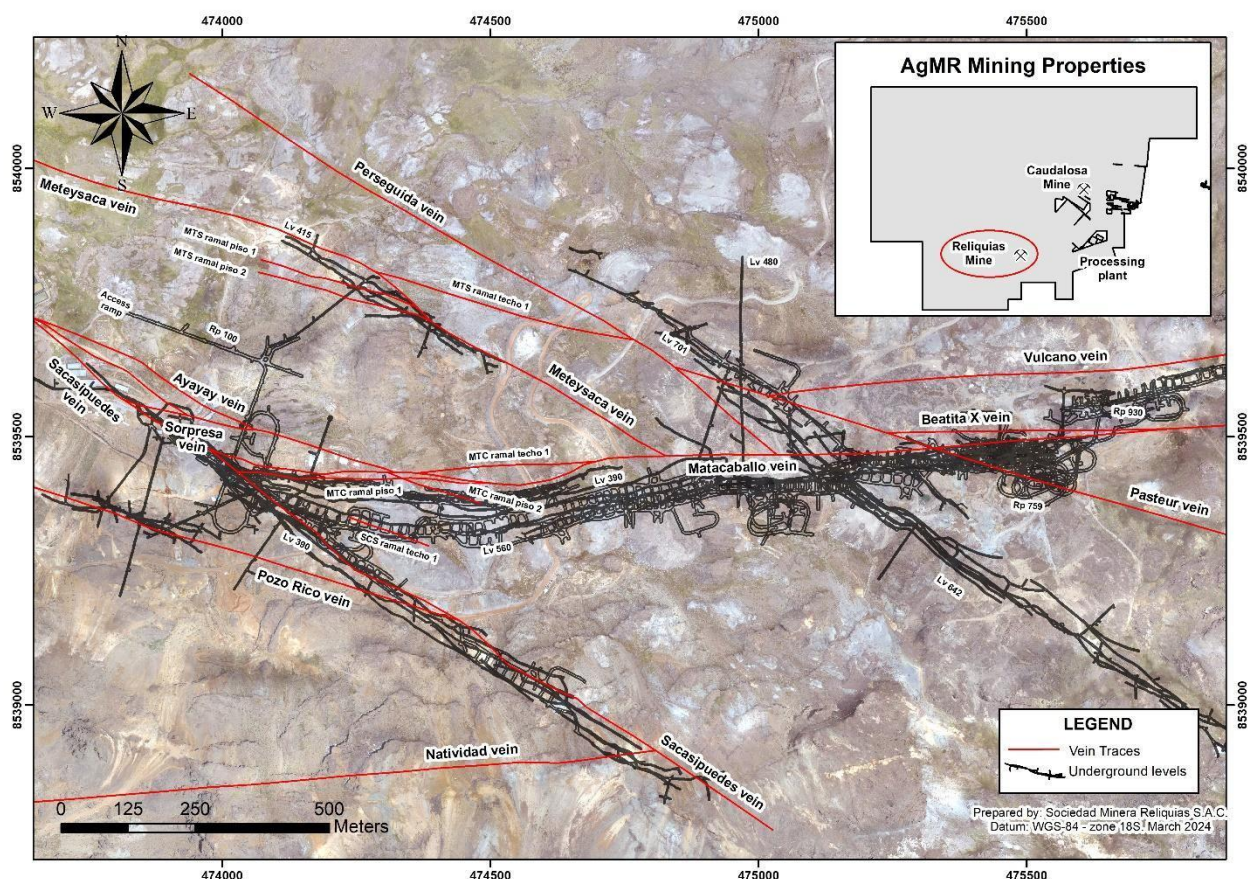 474000
474500
475000
475500
N
W
E
S
AgMR Mining Properties
Caudalosa
Mine
Reliquias
Mine
Processing
plant
8540000
8540000
Perseguida vein
Meteysaca vein
Lv 415
MTS ramal piso 1
MTS ramal piso 2
MTS ramal techo 1
Lv 480
Access
ramp
Rp 100
Lv 701
Vulcano vein
Sacasipuedes
vein
Ayayay vein
Meteysaca vein
Rp 930
Beatita X vein
8539500
8539500
Sorpresa
vein
MTC ramal techo 1
Matacaballo vein
Lv 390
MTC ramal piso 1
MTC ramal piso 2
Rp 759
Pasteur vein
SCS ramal techo 1
Lv 560
Lv 390
Pozo Rico vein
Lv 642
8539000
8539000
LEGEND
Vein Traces
Underground levels
Natividad vein
Sacasipuedes vein
0 125 250 500
Meters
Prepared by: Sociedad Minera Reliquias S.A.C.
Datum: WGS-84 - zone 18S. March 2024
474000
474500
475000
475500